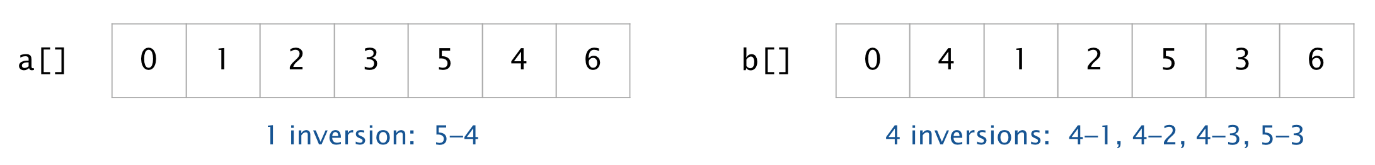 a[] 0 1 2 3 5 4 6 b[] 0 4 1 2 5 3 6
1 inversion: 5–4 4 inversions: 4–1, 4–2, 4–3, 5–3